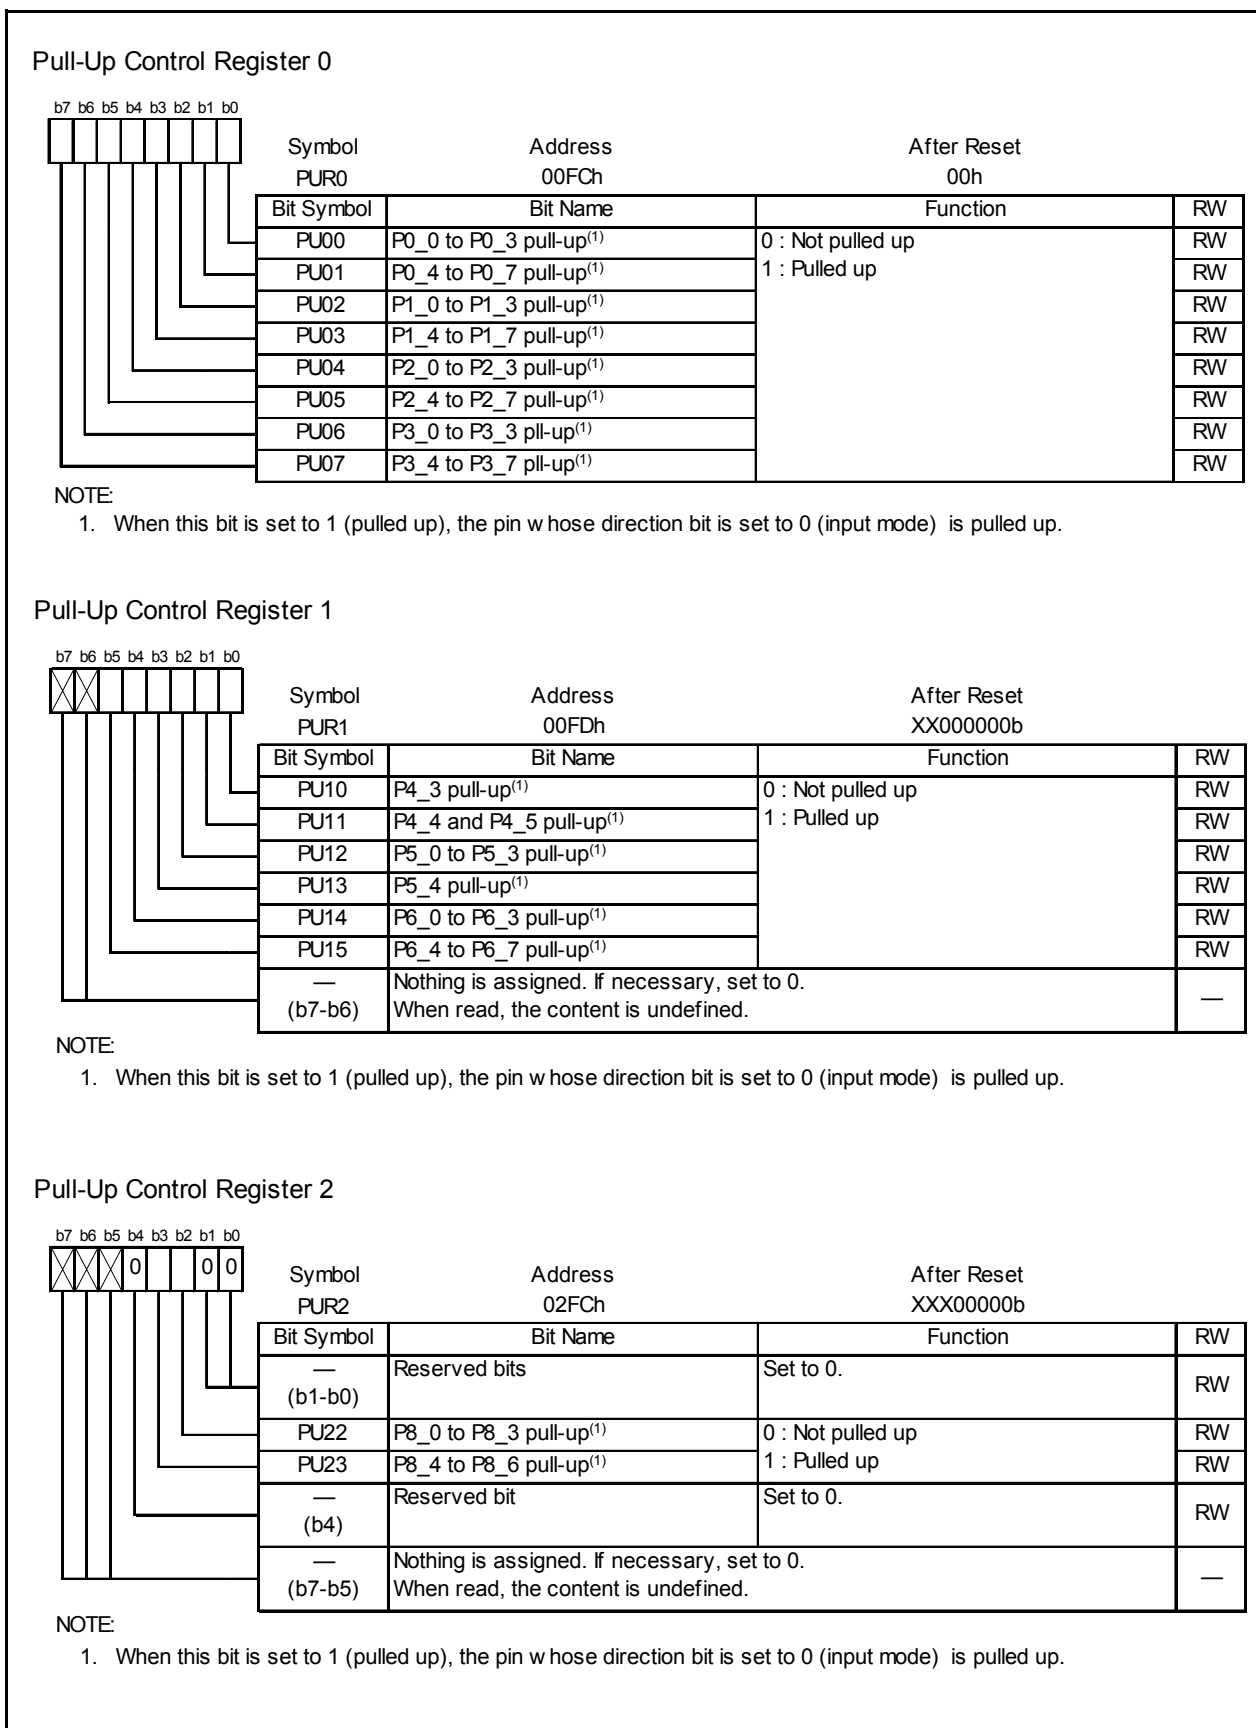 Pull-Up Control Register 0
b7 b6 b5 b4 b3 b2 b1 b0
Symbol Address After Reset
PUR0 00FCh 00h
Bit Symbol Bit Name Function RW
PU00 P0_0 to P0_3 pull-up(1) 0 : Not pulled up RW
PU01 P0_4 to P0_7 pull-up(1) 1 : Pulled up RW
PU02 P1_0 to P1_3 pull-up(1) RW
PU03 P1_4 to P1_7 pull-up(1) RW
PU04 P2_0 to P2_3 pull-up(1) RW
PU05 P2_4 to P2_7 pull-up(1) RW
PU06 P3_0 to P3_3 pll-up(1) RW
PU07 P3_4 to P3_7 pll-up(1) RW
NOTE:
1. When this bit is set to 1 (pulled up), the pin whose direction bit is set to 0 (input mode) is pulled up.
Pull-Up Control Register 1
b7 b6 b5 b4 b3 b2 b1 b0
Symbol Address After Reset
PUR1 00FDh XX000000b
Bit Symbol Bit Name Function RW
PU10 P4_3 pull-up(1) 0 : Not pulled up RW
PU11 P4_4 and P4_5 pull-up(1) 1 : Pulled up RW
PU12 P5_0 to P5_3 pull-up(1) RW
PU13 P5_4 pull-up(1) RW
PU14 P6_0 to P6_3 pull-up(1) RW
PU15 P6_4 to P6_7 pull-up(1) RW
— Nothing is assigned. If necessary, set to 0. —
(b7-b6) When read, the content is undefined.
NOTE:
1. When this bit is set to 1 (pulled up), the pin whose direction bit is set to 0 (input mode) is pulled up.
Pull-Up Control Register 2
b7 b6 b5 b4 b3 b2 b1 b0
0 0 0
Symbol Address After Reset
PUR2 02FCh XXX00000b
Bit Symbol Bit Name Function RW
— Reserved bits Set to 0. RW
(b1-b0)
PU22 P8_0 to P8_3 pull-up(1) 0 : Not pulled up RW
PU23 P8_4 to P8_6 pull-up(1) 1 : Pulled up RW
— Reserved bit Set to 0. RW
(b4)
— Nothing is assigned. If necessary, set to 0. —
(b7-b5) When read, the content is undefined.
NOTE:
1. When this bit is set to 1 (pulled up), the pin whose direction bit is set to 0 (input mode) is pulled up.